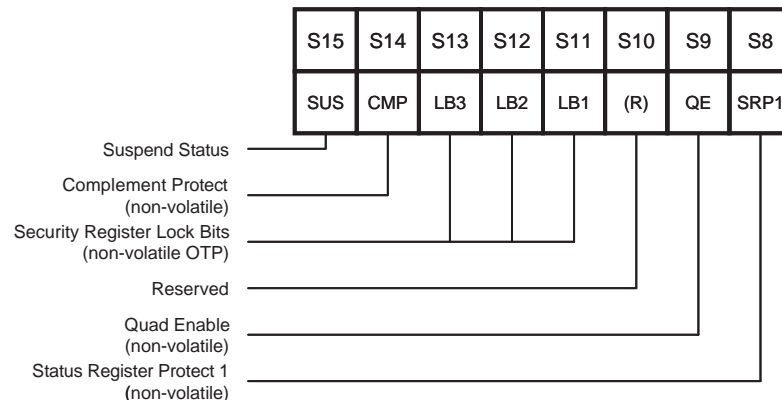 S15 S14 S13 S12 S11 S10 S9 S8
SUS CMP LB3 LB2 LB1 (R) QE SRP1
Suspend Status
Complement Protect
(non-volatile)
Security Register Lock Bits
(non-volatile OTP)
Reserved
Quad Enable
(non-volatile)
Status Register Protect 1
(non-volatile)